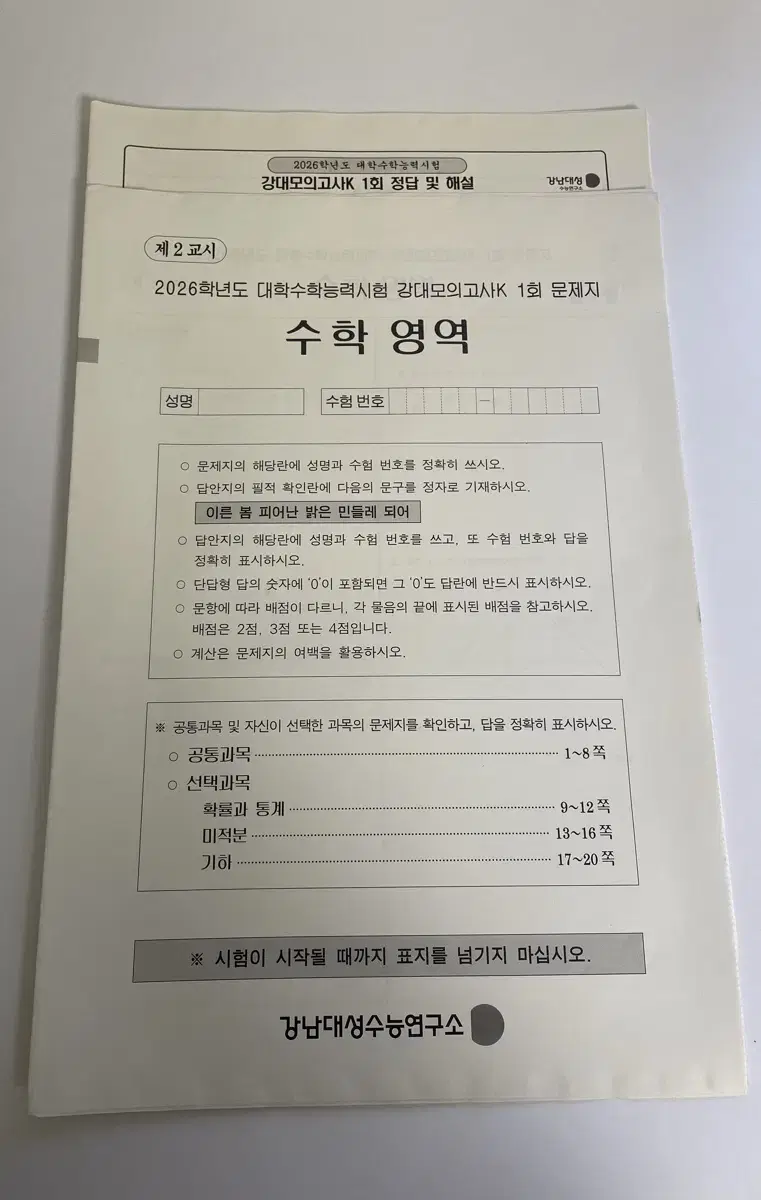 2026학년도 대학수학능력시험
강대모의고사K 1회 정답 및 해설
강남대성
수능연구소
제 2 교시
2026학년도 대학수학능력시험 강대모의고사K 1회 문제지
수학 영역
성명
수험 번호
－
○ 문제지의 해당란에 성명과 수험 번호를 정확히 쓰시오.
○ 답안지의 필적 확인란에 다음의 문구를 정자로 기재하시오.
이른 봄 피어난 밝은 민들레 되어
○ 답안지의 해당란에 성명과 수험 번호를 쓰고, 또 수험 번호와 답을
정확히 표시하시오.
○ 단답형 답의 숫자에 '0'이 포함되면 그 '0'도 답란에 반드시 표시하시오.
○ 문항에 따라 배점이 다르니, 각 물음의 끝에 표시된 배점을 참고하시오.
배점은 2점, 3점 또는 4점입니다.
○ 계산은 문제지의 여백을 활용하시오.
※ 공통과목 및 자신이 선택한 과목의 문제지를 확인하고, 답을 정확히 표시하시오.
○ 공통과목 1~8쪽
○ 선택과목
확률과 통계 9~12쪽
미적분 13~16쪽
기하 17~20쪽
※ 시험이 시작될 때까지 표지를 넘기지 마십시오.
강남대성수능연구소